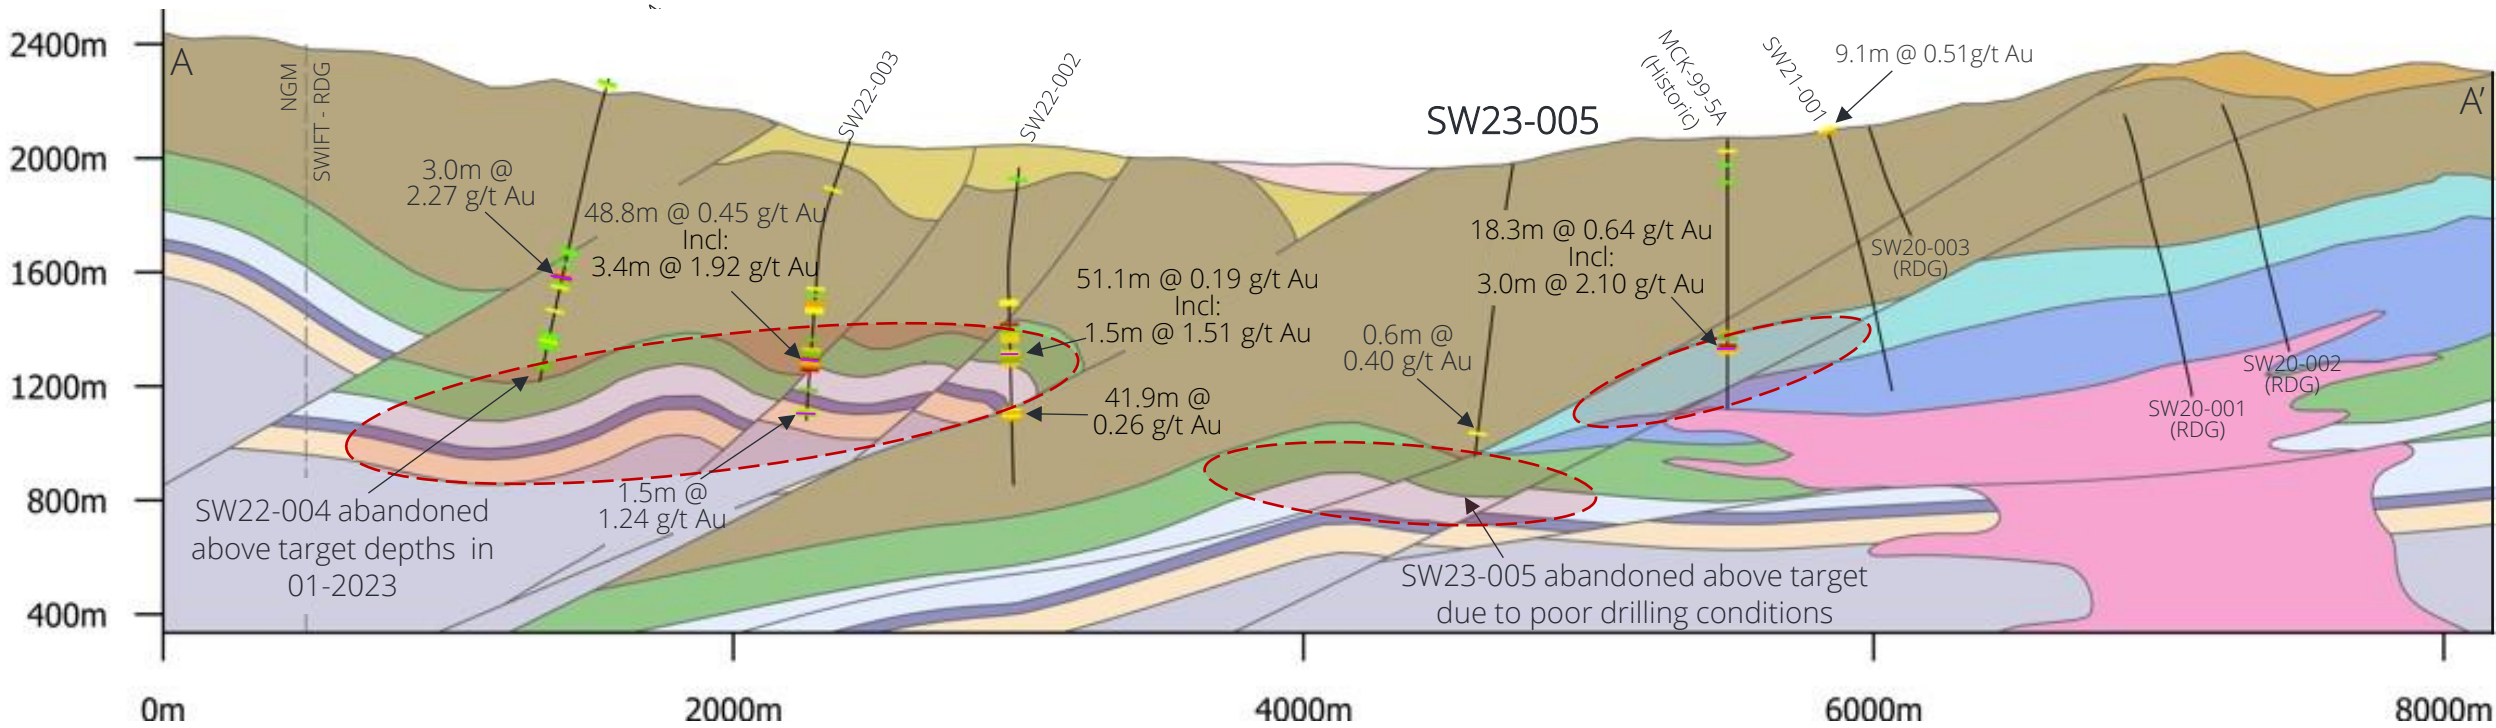 2400m
2000m
1600m
1200m
800m
400m
0m
2000m
4000m
6000m
8000m
A
A'
NGM
SWIFT - RDG
3.0m @
2.27 g/t Au
48.8m @ 0.45 g/t Au
Incl:
3.4m @ 1.92 g/t Au
SW22-003
SW22-002
51.1m @ 0.19 g/t Au
Incl:
1.5m @ 1.51 g/t Au
41.9m @
0.26 g/t Au
1.5m @
1.24 g/t Au
SW22-004 abandoned
above target depths in
01-2023
SW23-005
0.6m @
0.40 g/t Au
SW23-005 abandoned above target
due to poor drilling conditions
MCK-99-5A
(Historic)
18.3m @ 0.64 g/t Au
Incl:
3.0m @ 2.10 g/t Au
SW21-001
9.1m @ 0.51g/t Au
SW20-003
(RDG)
SW20-002
(RDG)
SW20-001
(RDG)